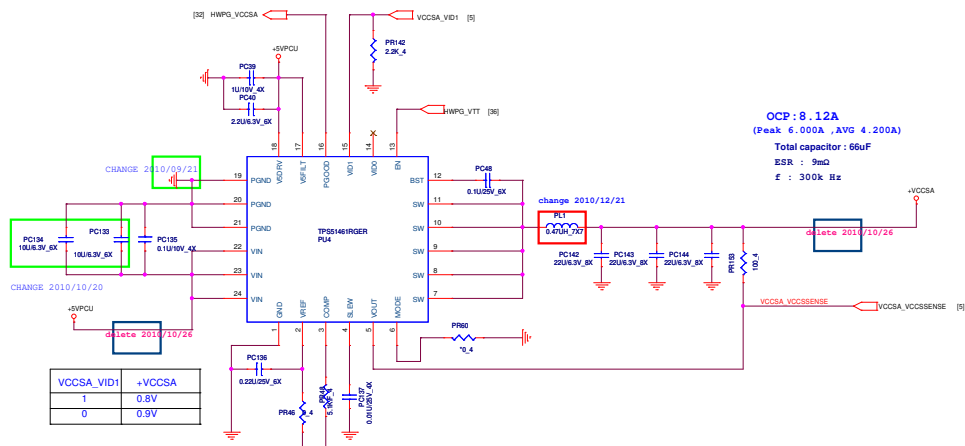 [32] HWPG_VCCSA
VCCSA_VID1 [5]
PR142
2.2K_4
+5VPCU
PC39
1U/10V_4X
PC40
2.2U/6.3V_6X
HWPG_VTT [36]
OCP:8.12A
(Peak 6.000A ,AVG 4.200A)
Total capacitor : 66uF
ESR : 9mΩ
f : 300k Hz
18
17
16
15
14
13
V5DRV
V5FILT
PGOOD
VID1
VID0
EN
CHANGE 2010/09/21
19 PGND
20 PGND
21 PGND
22 VIN
23 VIN
24 VIN
TPS51461RGER
PU4
BST 12
SW 11
SW 10
SW 9
SW 8
SW 7
PC48
0.1U/25V_6X
change 2010/12/21
PL1
0.47UH_7X7
+VCCSA
delete 2010/10/26
PC134
10U/6.3V_6X
PC133
10U/6.3V_6X
PC135
0.1U/10V_4X
CHANGE 2010/10/20
PC142
22U/6.3V_8X
PC143
22U/6.3V_8X
PC144
22U/6.3V_8X
PR153
100_4
+5VPCU
delete 2010/10/26
VCCSA_VCCSSENSE
VCCSA_VCCSSENSE [5]
GND
VREF
COMP
SLEW
VOUT
MODE
1
2
3
4
5
6
PR60
*0_4
PC136
0.22U/25V_6X
PR46
5.1K/F_4
PC137
0.01U/25V_4X
VCCSA_VID1 +VCCSA
1 0.8V
0 0.9V